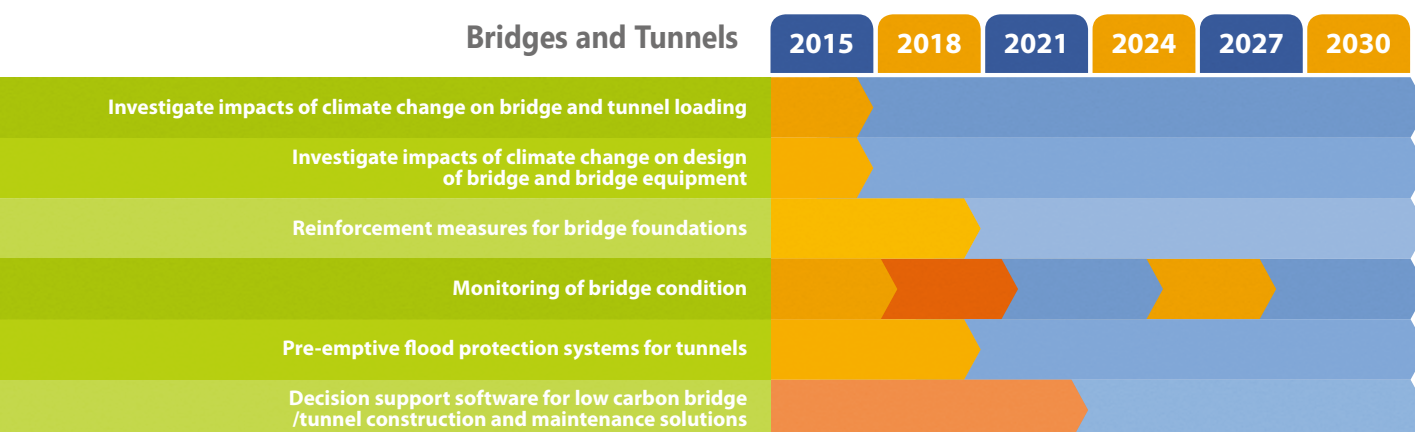 Bridges and Tunnels
2015 2018 2021 2024 2027 2030
Investigate impacts of climate change on bridge and tunnel loading
Investigate impacts of climate change on design
of bridge and bridge equipment
Reinforcement measures for bridge foundations
Monitoring of bridge condition
Pre-emptive flood protection systems for tunnels
Decision support software for low carbon bridge
/tunnel construction and maintenance solutions